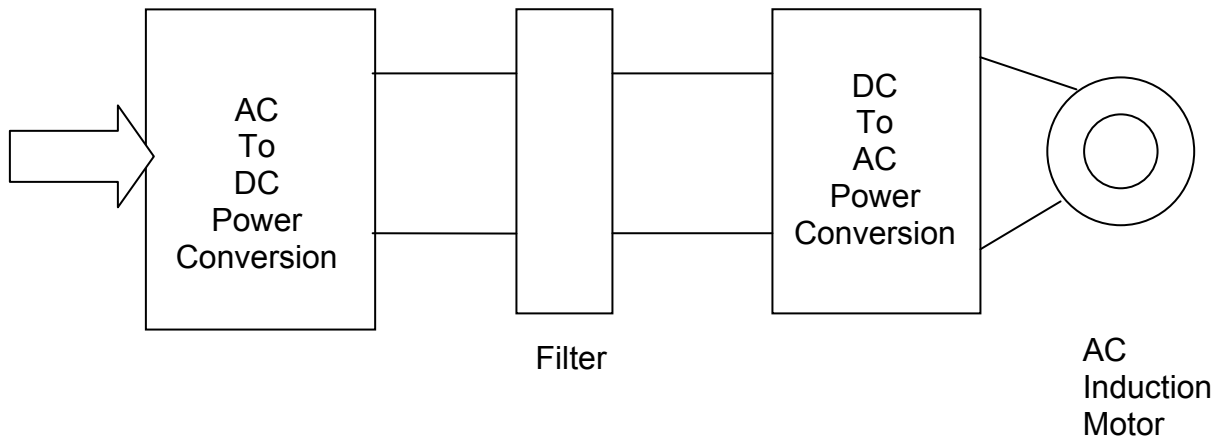 AC
To
DC
Power
Conversion
Filter
DC
To
AC
Power
Conversion
AC
Induction
Motor